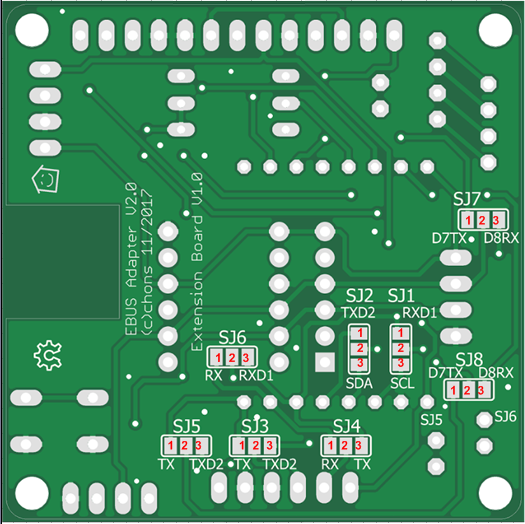 SJ7
1 2 3
D7TX D8RX
EBUS Adapter V2.0
(c)chons 11/2017
Extension Board V1.0
SJ2 SJ1
TXD2 RXD1
1 1
2 2
3 3
SDA SCL
SJ6
1 2 3
RX RXD1
SJ8
D7TX D8RX
1 2 3
SJ5 SJ6
SJ5 SJ3 SJ4
1 2 3 1 2 3 1 2 3
TX TXD2 TX TXD2 RX TX